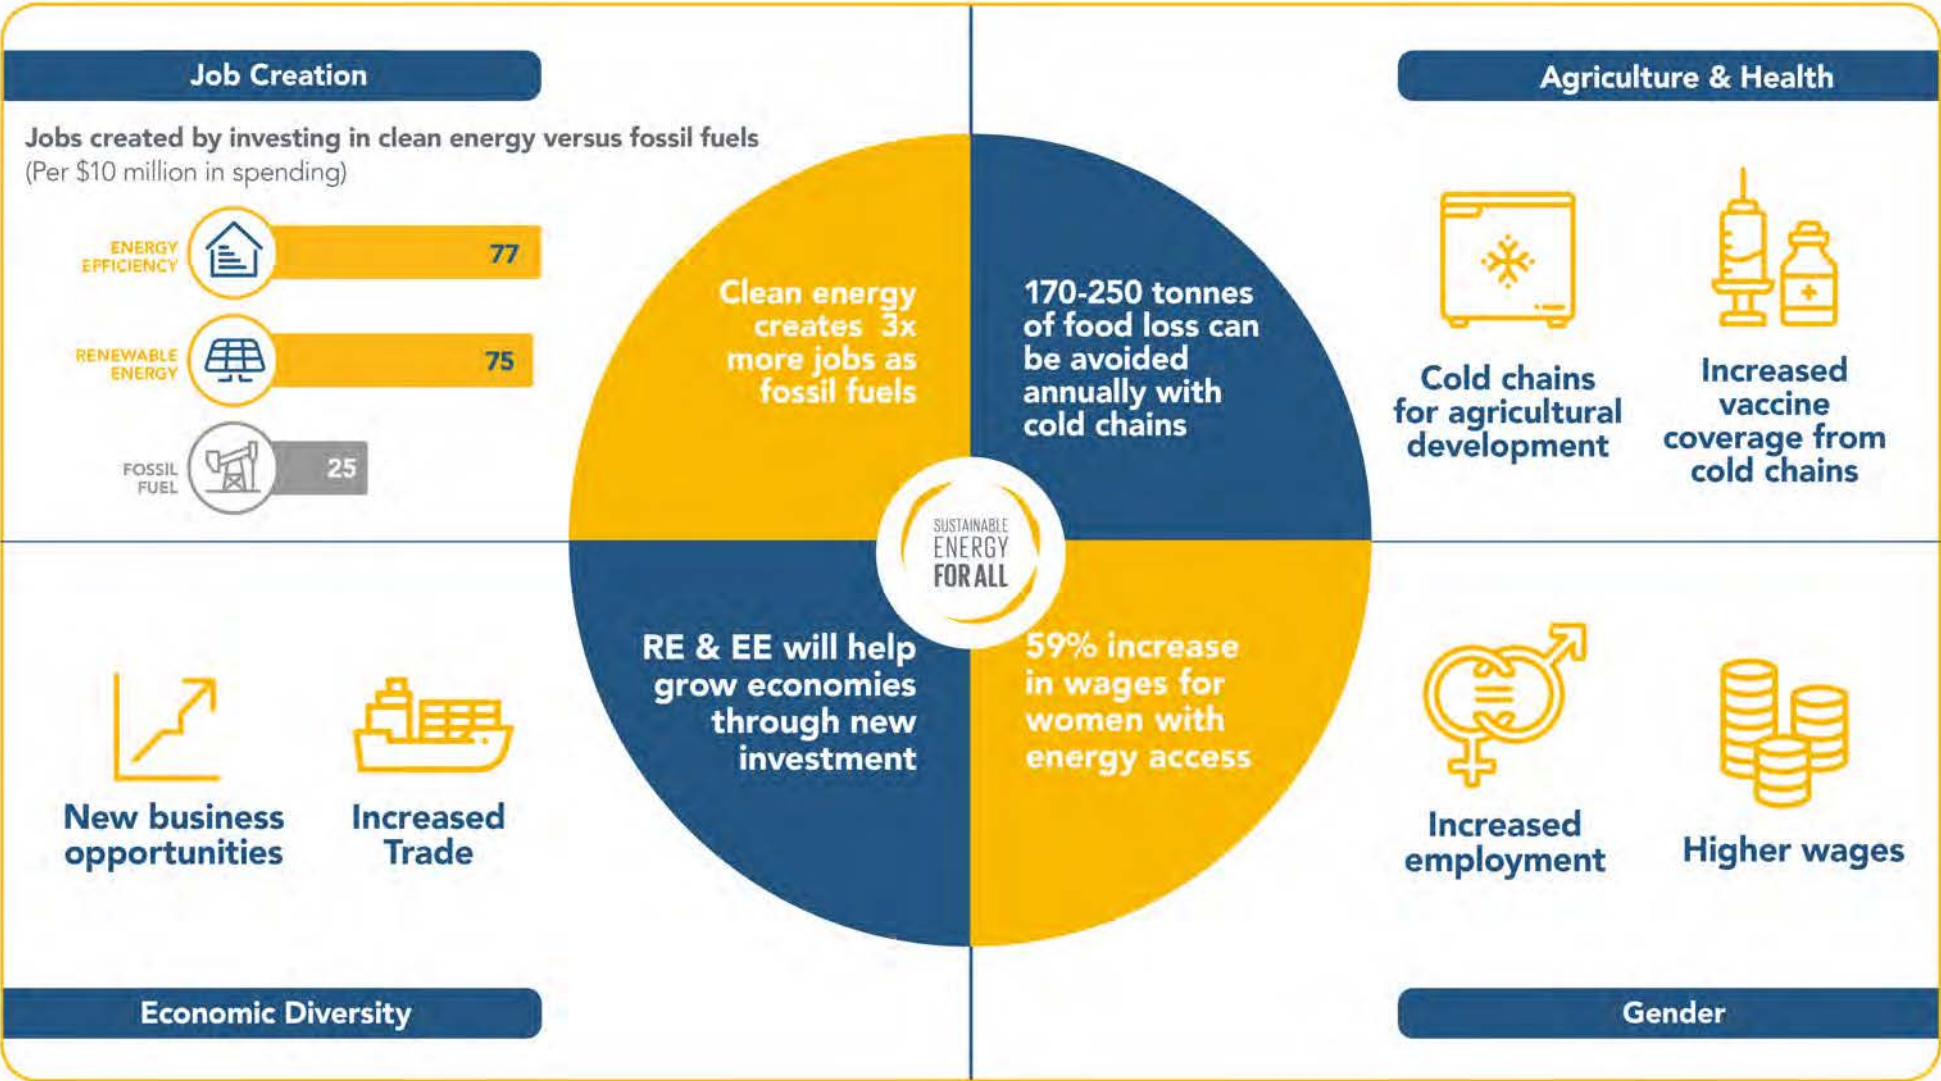 Job Creation
Jobs created by investing in clean energy versus fossil fuels
(Per $10 million in spending)
ENERGY
EFFICIENCY
77
RENEWABLE
ENERGY
75
FOSSIL
FUEL
25
Clean energy
creates 3x
more jobs as
fossil fuels
170-250 tonnes
of food loss can
be avoided
annually with
cold chains
Agriculture & Health
Cold chains
for agricultural
development
Increased
vaccine
coverage from
cold chains
SUSTAINABLE
ENERGY
FOR ALL
New business
opportunities
Increased
Trade
Economic Diversity
RE & EE will help
grow economies
through new
investment
59% increase
in wages for
women with
energy access
Increased
employment
Higher wages
Gender